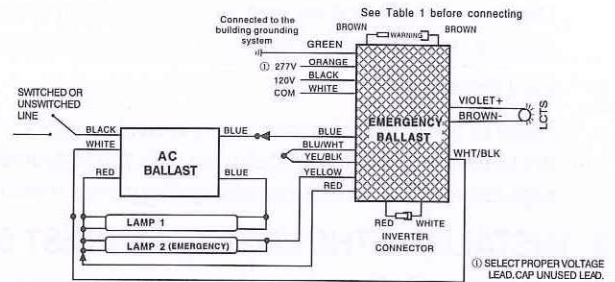 See Table 1 before connecting
Connected to the
building grounding
system
BROWN
WARNING
BROWN
GREEN
① 277V ORANGE
120V BLACK
COM WHITE
SWITCHED OR
UNSWITCHED
LINE
VIOLET+
BROWN-
LCTS
EMERGENCY
BALLAST
BLACK
WHITE
RED
AC
BALLAST
BLUE
BLUE
BLUE
BLU/WHT
YEL/BLK
YELLOW
RED
WHT/BLK
LAMP 1
LAMP 2 (EMERGENCY)
RED
WHITE
INVERTER
CONNECTOR
① SELECT PROPER VOLTAGE
LEAD.CAP UNUSED LEAD.